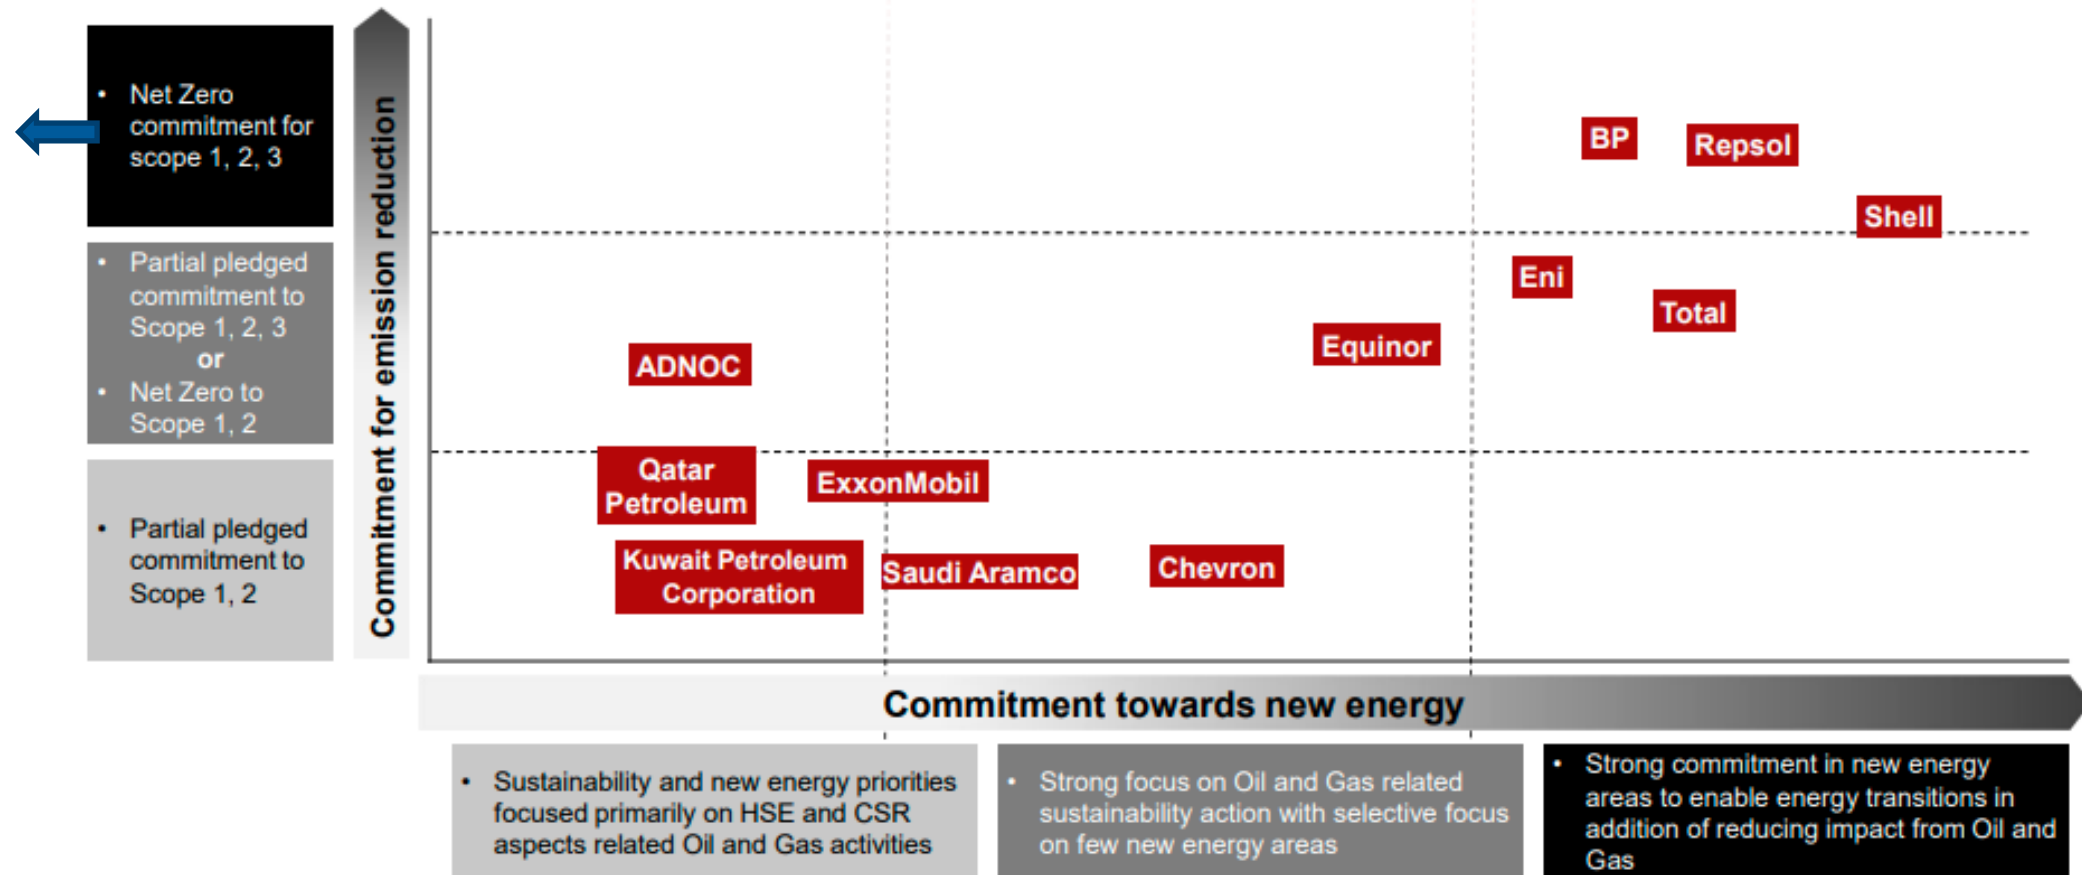 • Net Zero
commitment for
scope 1, 2, 3
• Partial pledged
commitment to
Scope 1, 2, 3
or
• Net Zero to
Scope 1, 2
• Partial pledged
commitment to
Scope 1, 2
Commitment for emission reduction
BP
Repsol
Shell
Eni
Total
Equinor
ADNOC
Qatar
Petroleum
ExxonMobil
Kuwait Petroleum
Corporation
Saudi Aramco
Chevron
Commitment towards new energy
• Sustainability and new energy priorities
focused primarily on HSE and CSR
aspects related Oil and Gas activities
• Strong focus on Oil and Gas related
sustainability action with selective focus
on few new energy areas
• Strong commitment in new energy
areas to enable energy transitions in
addition of reducing impact from Oil and
Gas